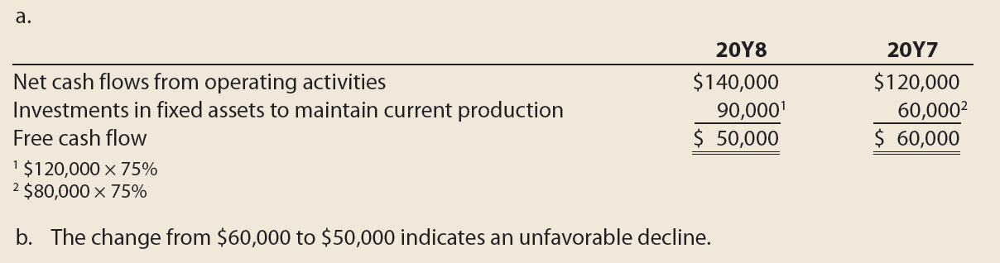 a.
20Y8 20Y7
Net cash flows from operating activities $140,000 $120,000
Investments in fixed assets to maintain current production 90,000¹ 60,000²
Free cash flow $ 50,000 $ 60,000
¹ $120,000 × 75%
² $80,000 × 75%
b. The change from $60,000 to $50,000 indicates an unfavorable decline.